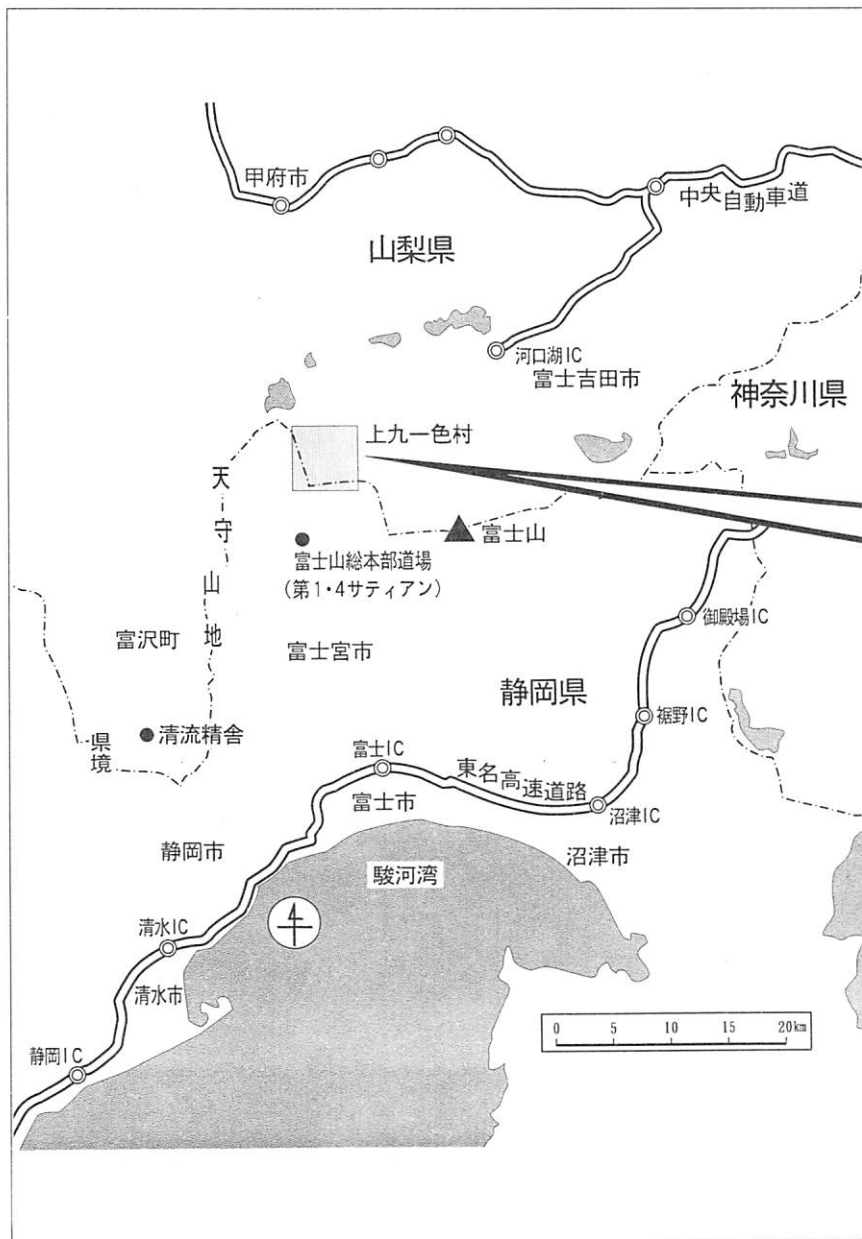 甲府市
中央自動車道
山梨県
河口湖IC
富士吉田市
神奈川県
上九一色村
天守山地
富士山
富士山総本部道場
(第1・4サティアン)
御殿場IC
富沢町
富士宮市
静岡県
裾野IC
県境
清流精舎
富士IC
東名高速道路
富士市
沼津IC
静岡市
沼津市
駿河湾
清水IC
清水市
0 5 10 15 20km
静岡IC